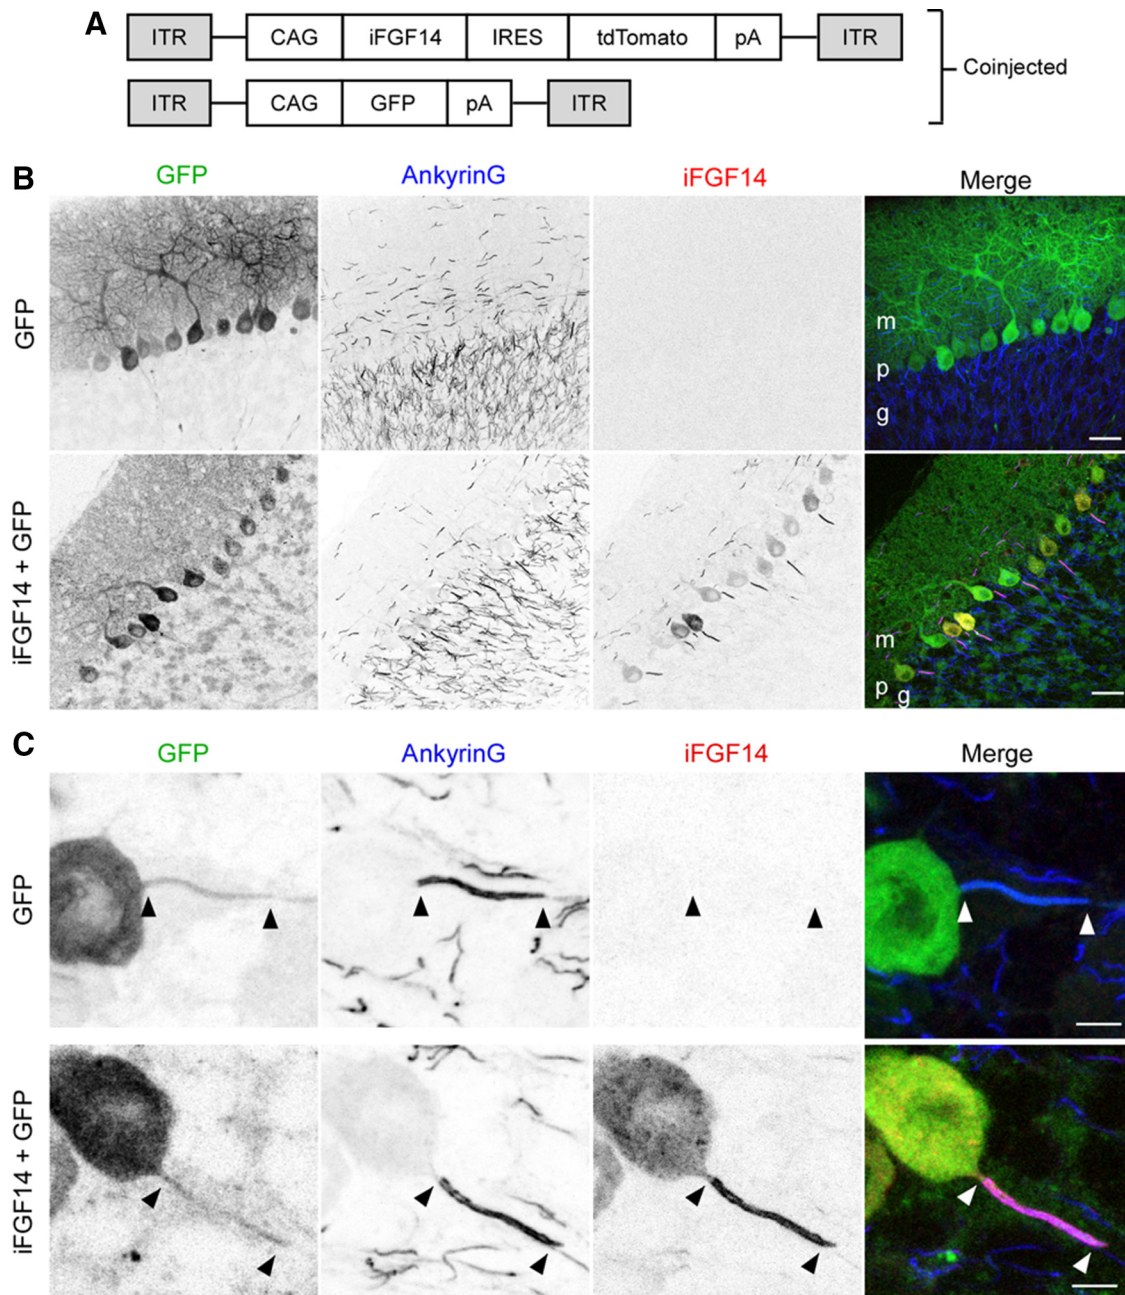 A
ITR CAG iFGF14 IRES tdTomato pA ITR
Coinjected
ITR CAG GFP pA ITR
B
GFP AnkyrinG iFGF14 Merge
GFP
m
p
g
iFGF14 + GFP
m
p g
C
GFP AnkyrinG iFGF14 Merge
GFP
iFGF14 + GFP